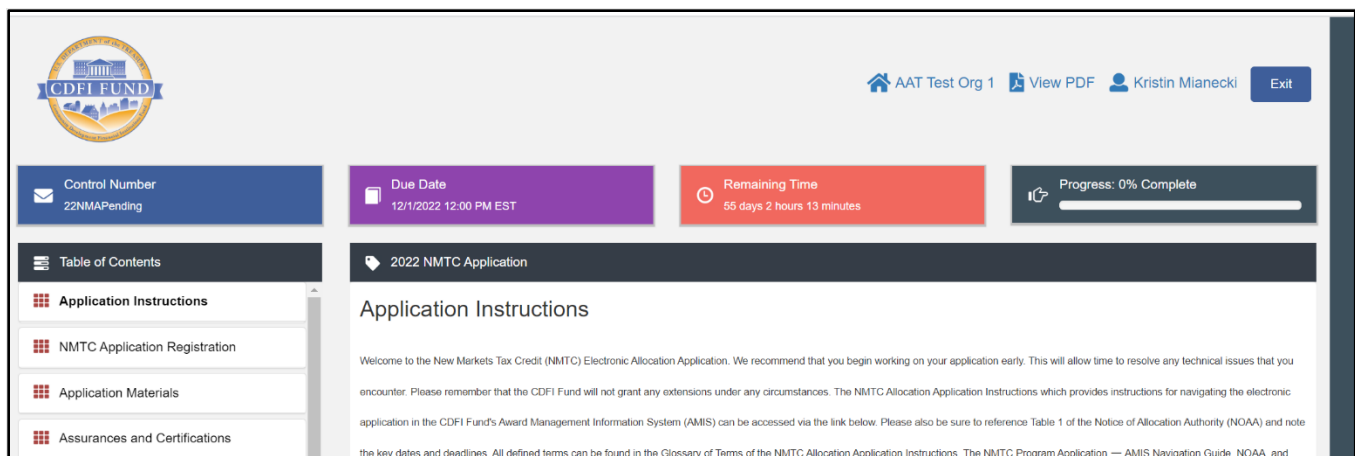 U.S. DEPARTMENT of the TREASURY
CDFI FUND
AAT Test Org 1 View PDF Kristin Mianecki Exit
Control Number
22NMAPending
Due Date
12/1/2022 12:00 PM EST
Remaining Time
55 days 2 hours 13 minutes
Progress: 0% Complete
Table of Contents
Application Instructions
NMTC Application Registration
Application Materials
Assurances and Certifications
2022 NMTC Application
Application Instructions
Welcome to the New Markets Tax Credit (NMTC) Electronic Allocation Application. We recommend that you begin working on your application early. This will allow time to resolve any technical issues that you
encounter. Please remember that the CDFI Fund will not grant any extensions under any circumstances. The NMTC Allocation Application Instructions which provides instructions for navigating the electronic
application in the CDFI Fund's Award Management Information System (AMIS) can be accessed via the link below. Please also be sure to reference Table 1 of the Notice of Allocation Authority (NOAA) and note
the key dates and deadlines. All defined terms can be found in the Glossary of Terms of the NMTC Allocation Application Instructions. The NMTC Program Application — AMIS Navigation Guide, NOAA, and